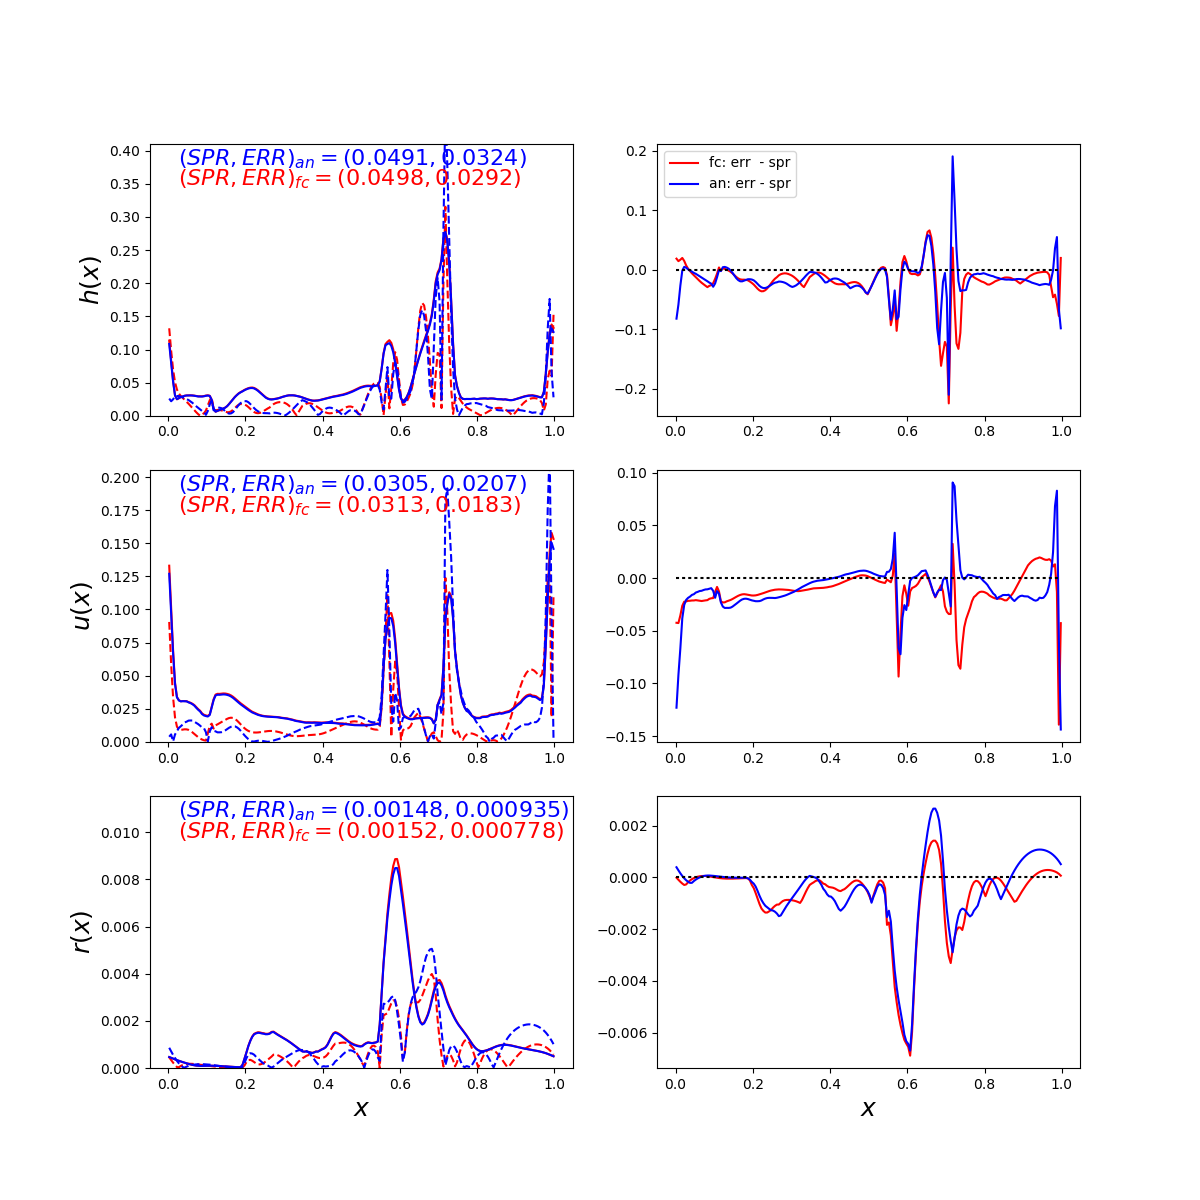 (SPR, ERR)an = (0.0491, 0.0324)
(SPR, ERR)fc = (0.0498, 0.0292)
0.40
0.35
0.30
0.25
0.20
0.15
0.10
0.05
0.00
h(x)
0.0 0.2 0.4 0.6 0.8 1.0
fc: err - spr
an: err - spr
0.2
0.1
0.0
−0.1
−0.2
0.0 0.2 0.4 0.6 0.8 1.0
(SPR, ERR)an = (0.0305, 0.0207)
(SPR, ERR)fc = (0.0313, 0.0183)
0.200
0.175
0.150
0.125
0.100
0.075
0.050
0.025
0.000
u(x)
0.0 0.2 0.4 0.6 0.8 1.0
0.10
0.05
0.00
−0.05
−0.10
−0.15
0.0 0.2 0.4 0.6 0.8 1.0
(SPR, ERR)an = (0.00148, 0.000935)
(SPR, ERR)fc = (0.00152, 0.000778)
0.010
0.008
0.006
0.004
0.002
0.000
r(x)
0.0 0.2 0.4 0.6 0.8 1.0
x
0.002
0.000
−0.002
−0.004
−0.006
0.0 0.2 0.4 0.6 0.8 1.0
x